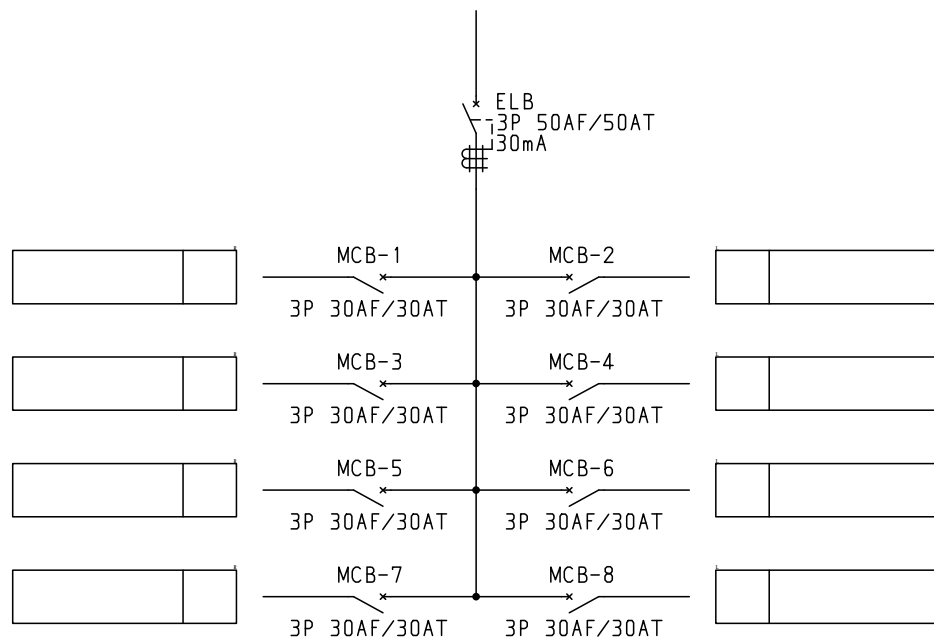 ELB
3P 50AF/50AT
30mA
MCB-1
MCB-2
3P 30AF/30AT
3P 30AF/30AT
MCB-3
MCB-4
3P 30AF/30AT
3P 30AF/30AT
MCB-5
MCB-6
3P 30AF/30AT
3P 30AF/30AT
MCB-7
MCB-8
3P 30AF/30AT
3P 30AF/30AT